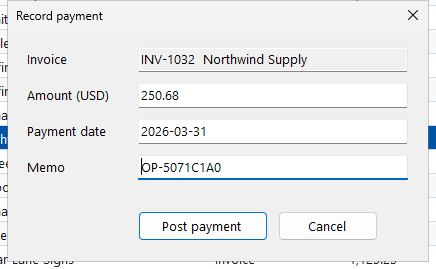 Record payment
Invoice INV-1032 Northwind Supply
Amount (USD) 250.68
Payment date 2026-03-31
Memo OP-5071C1A0
Post payment Cancel